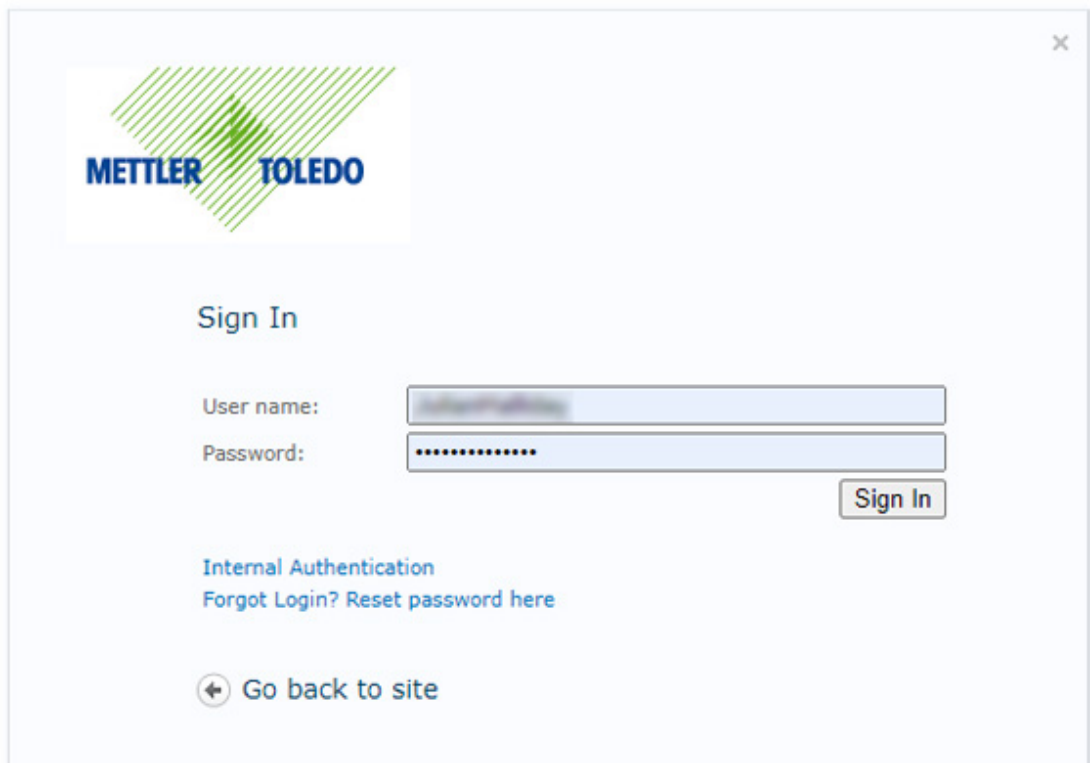 METTLER TOLEDO
Sign In
User name:
Password: ••••••••••••••
Sign In
Internal Authentication
Forgot Login? Reset password here
Go back to site